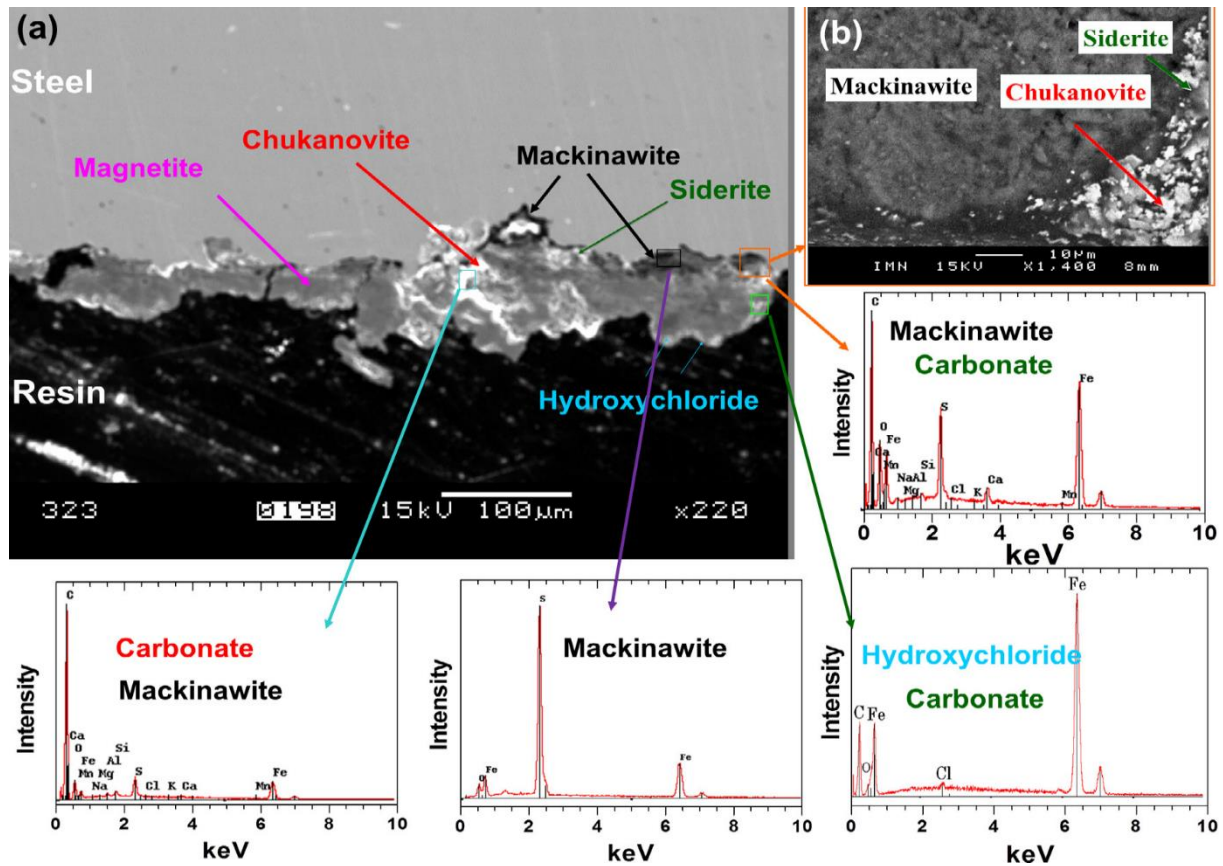 (a)
Steel
Chukanovite
Mackinawite
Magnetite
Siderite
Resin
Hydroxychloride
323 0198 15kV 100µm x220
(b)
Siderite
Mackinawite
Chukanovite
10µm
IMN 15KV X1,400 8mm
Mackinawite
Carbonate
C
O
Fe
Ca
Mn
Na
Al
Mg
Si
S
Cl
K
Ca
Mn
Fe
Intensity
0 2 4 6 8 10
keV
Carbonate
Mackinawite
C
Ca
O
Fe
Mn
Na
Mg
Al
Si
S
Cl
K
Ca
Mn
Fe
Intensity
0 2 4 6 8 10
keV
Mackinawite
O
Fe
S
Fe
Intensity
0 2 4 6 8 10
keV
Hydroxychloride
Carbonate
C
O
Fe
Cl
Fe
Intensity
0 2 4 6 8 10
keV